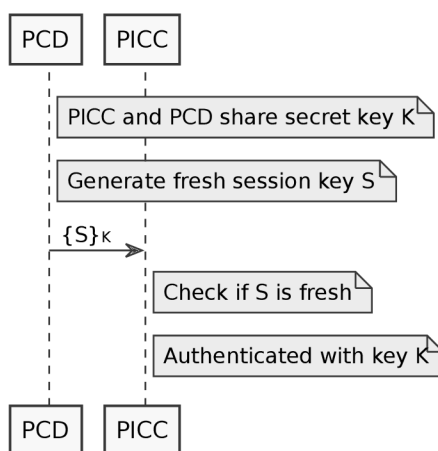 PCD PICC
PICC and PCD share secret key K
Generate fresh session key S
{S}K
Check if S is fresh
Authenticated with key K
PCD PICC